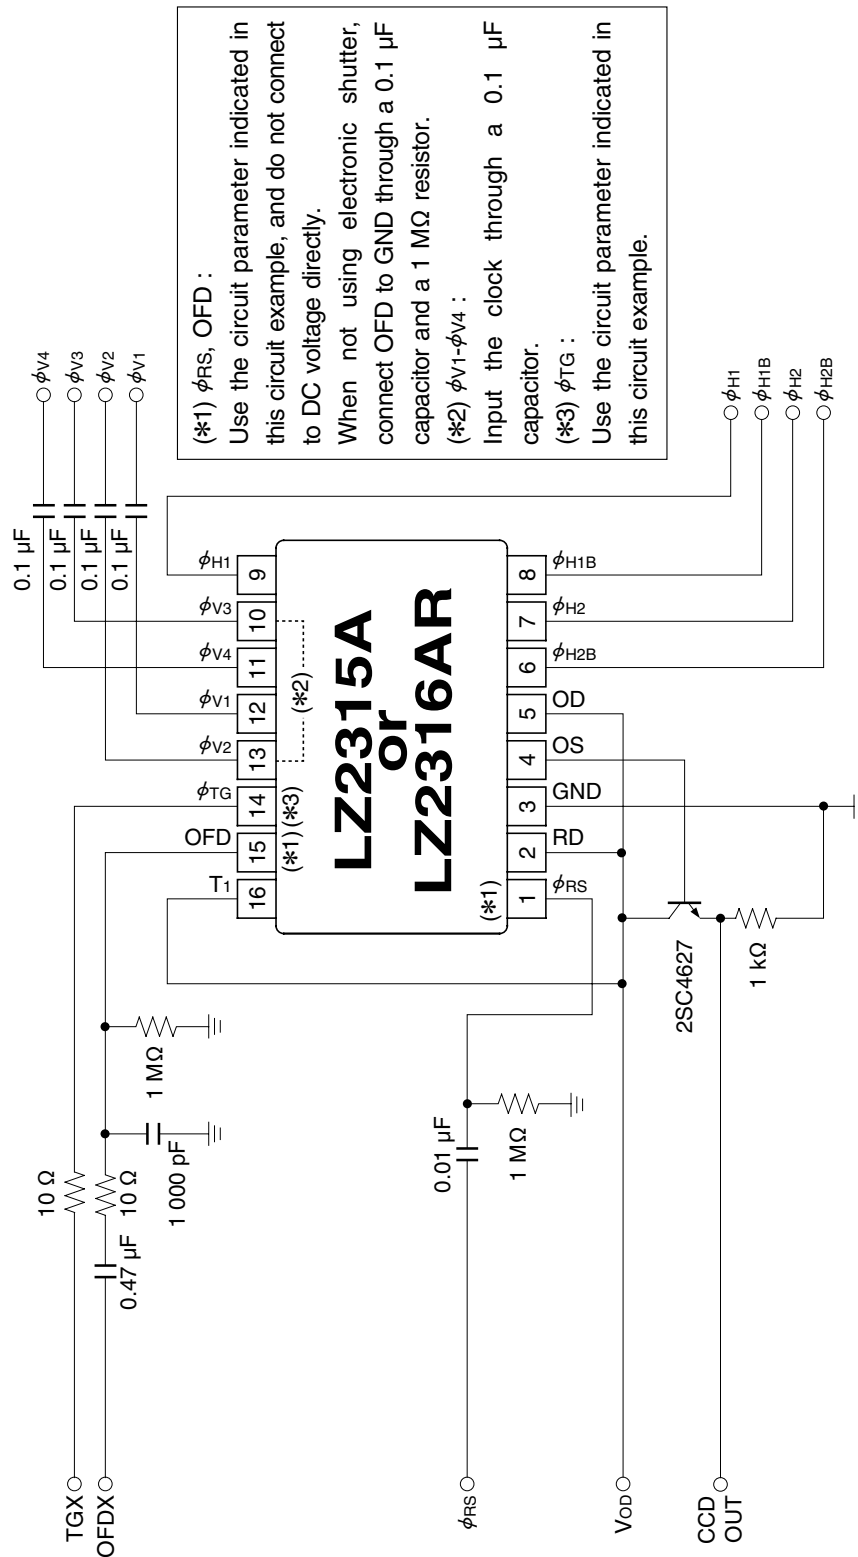 (*1) ϕRS, OFD :
Use the circuit parameter indicated in
this circuit example, and do not connect
to DC voltage directly.
When not using electronic shutter,
connect OFD to GND through a 0.1 µF
capacitor and a 1 MΩ resistor.
(*2) ϕV1-ϕV4 :
Input the clock through a 0.1 µF
capacitor.
(*3) ϕTG :
Use the circuit parameter indicated in
this circuit example.
ϕV4
ϕV3
ϕV2
ϕV1
0.1 µF
0.1 µF
0.1 µF
0.1 µF
TGX
OFDX
10 Ω
10 Ω
0.47 µF
1 000 pF
1 MΩ
T1
OFD
ϕTG
ϕV2
ϕV1
ϕV4
ϕV3
ϕH1
16
15
14
13
12
11
10
9
(*1)
(*3)
(*2)
LZ2315A
or
LZ2316AR
(*1)
1
2
3
4
5
6
7
8
ϕRS
RD
GND
OS
OD
ϕH2B
ϕH2
ϕH1B
ϕH1
ϕH1B
ϕH2
ϕH2B
ϕRS
0.01 µF
1 MΩ
VOD
2SC4627
1 kΩ
CCD
OUT